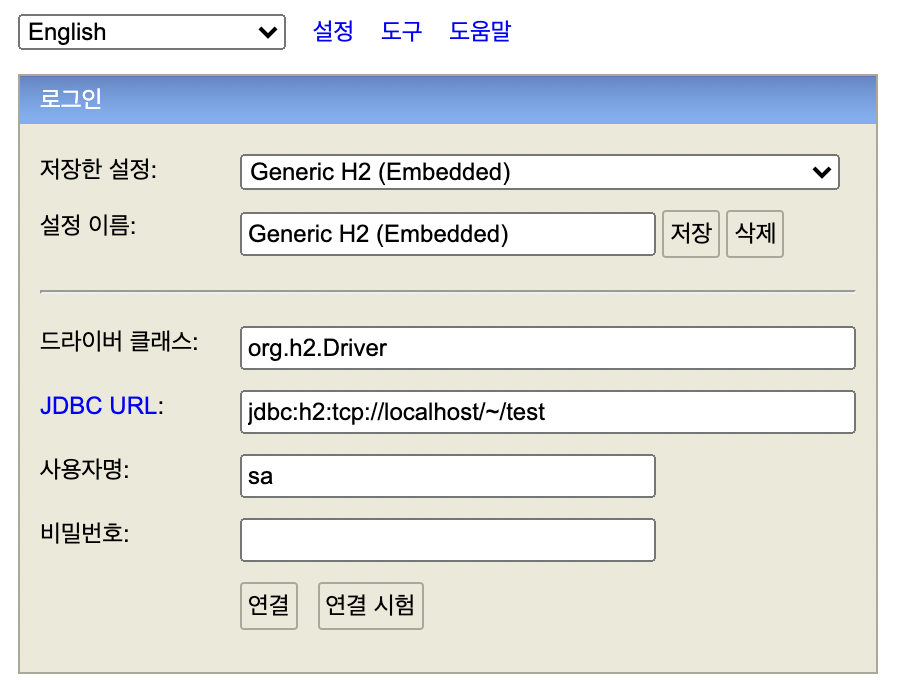 English 설정 도구 도움말
로그인
저장한 설정: Generic H2 (Embedded)
설정 이름: Generic H2 (Embedded) 저장 삭제
드라이버 클래스: org.h2.Driver
JDBC URL: jdbc:h2:tcp://localhost/~/test
사용자명: sa
비밀번호:
연결 연결 시험